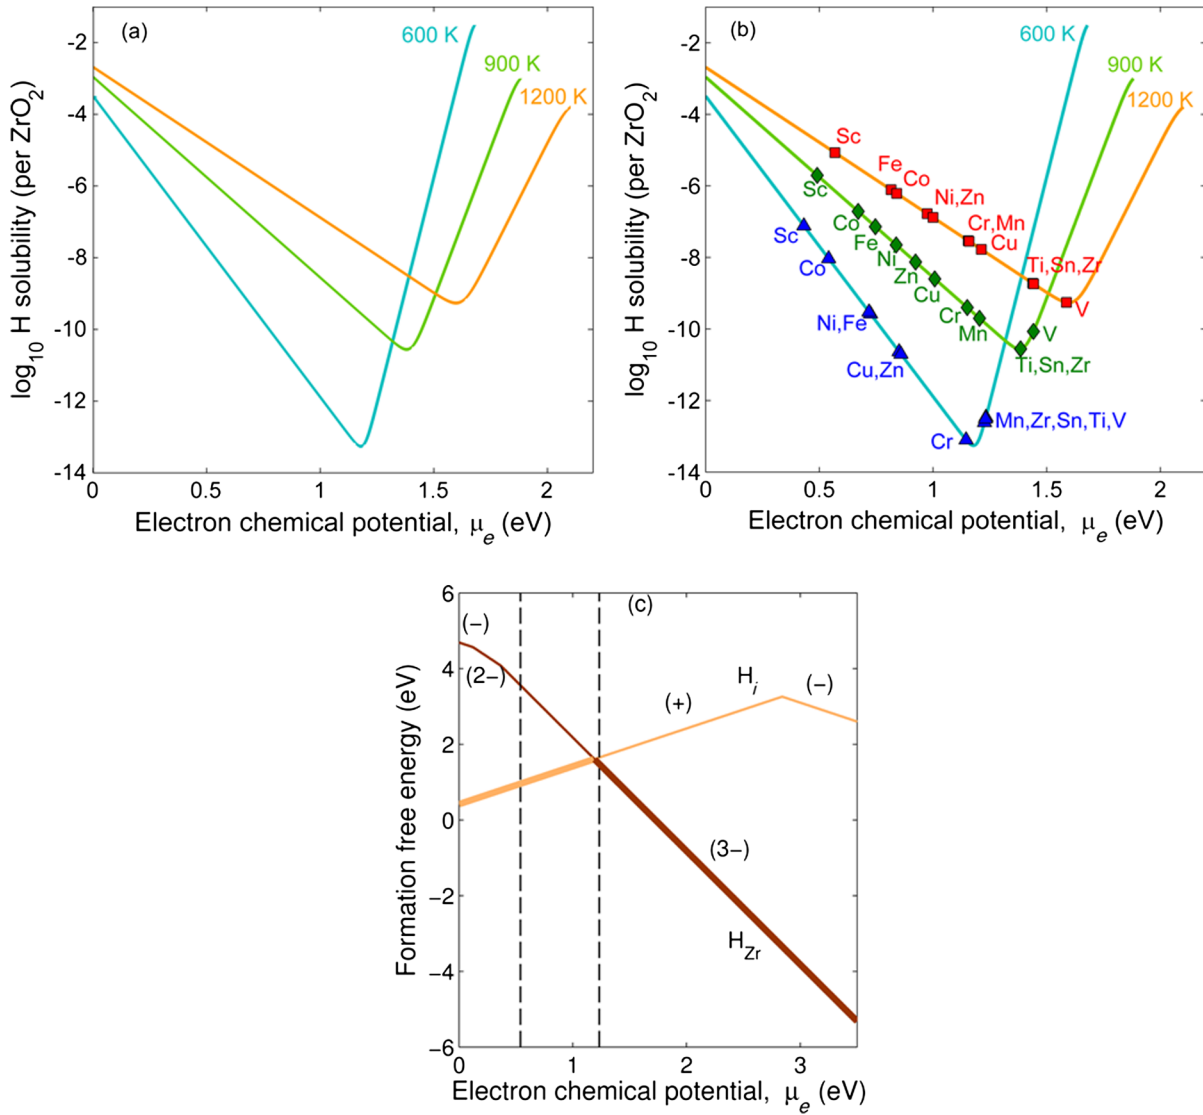 (a)
600 K
900 K
1200 K
-2
-4
-6
-8
-10
-12
-14
0
0.5
1
1.5
2
log10 H solubility (per ZrO2)
Electron chemical potential, μe (eV)
(b)
600 K
900 K
1200 K
Sc
Fe Co
Ni,Zn
Cr,Mn
Cu
Ti,Sn,Zr
V
Sc
Co
Fe
Ni
Zn
Cu
Cr
Mn
V
Ti,Sn,Zr
Sc
Co
Ni,Fe
Cu,Zn
Cr
Mn,Zr,Sn,Ti,V
-2
-4
-6
-8
-10
-12
-14
0
0.5
1
1.5
2
log10 H solubility (per ZrO2)
Electron chemical potential, μe (eV)
(c)
(−)
(2−)
Hi
(+)
(−)
(3−)
HZr
6
4
2
0
−2
−4
−6
0
1
2
3
Formation free energy (eV)
Electron chemical potential, μe (eV)